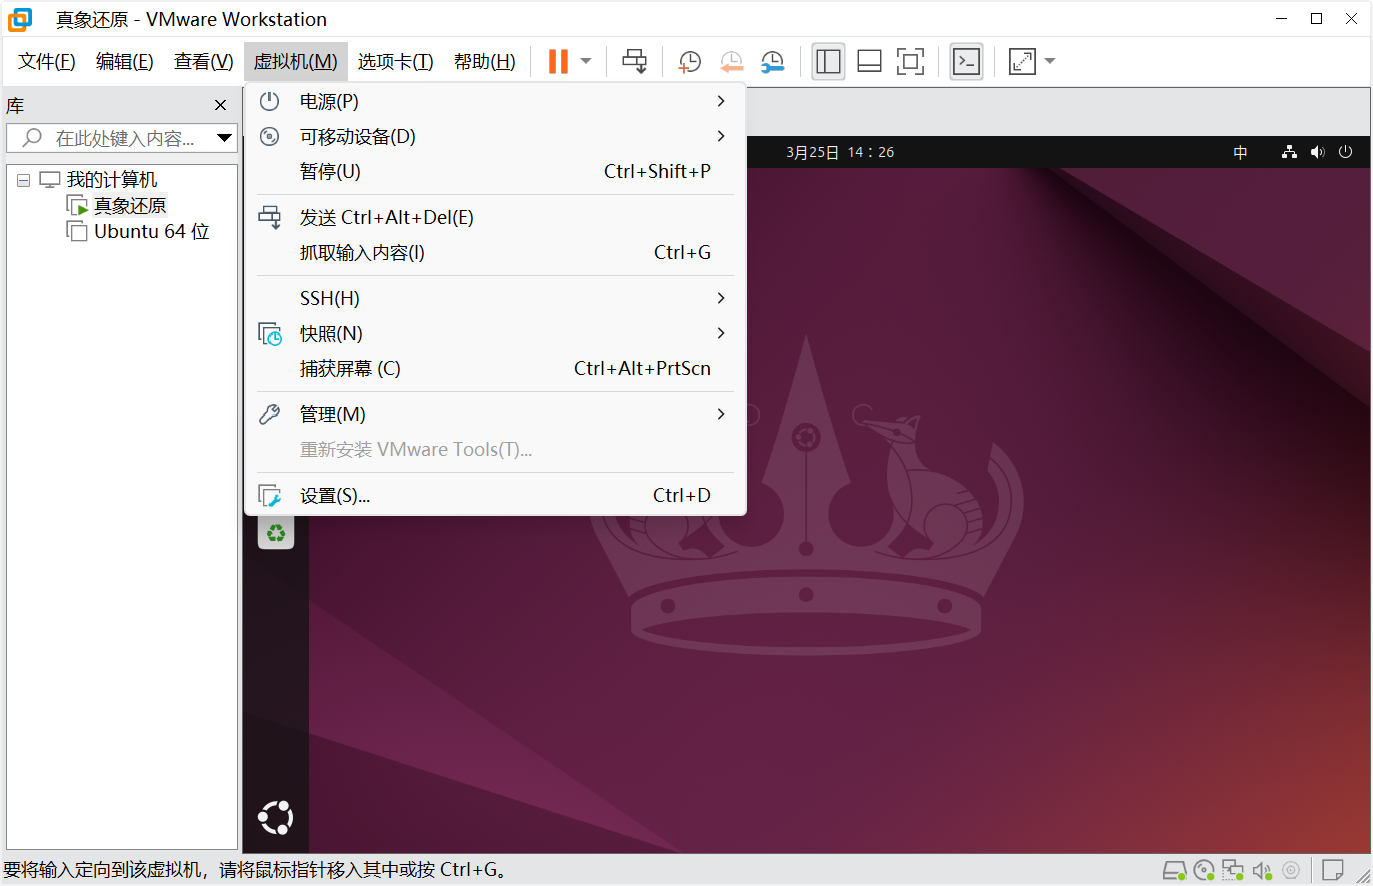 真象还原 - VMware Workstation
文件(F) 编辑(E) 查看(V) 虚拟机(M) 选项卡(T) 帮助(H)
库
在此处键入内容...
我的计算机
真象还原
Ubuntu 64 位
电源(P)
可移动设备(D)
暂停(U) Ctrl+Shift+P
发送 Ctrl+Alt+Del(E)
抓取输入内容(I) Ctrl+G
SSH(H)
快照(N)
捕获屏幕 (C) Ctrl+Alt+PrtScn
管理(M)
重新安装 VMware Tools(T)...
设置(S)... Ctrl+D
3月25日 14：26
中
要将输入定向到该虚拟机，请将鼠标指针移入其中或按 Ctrl+G。